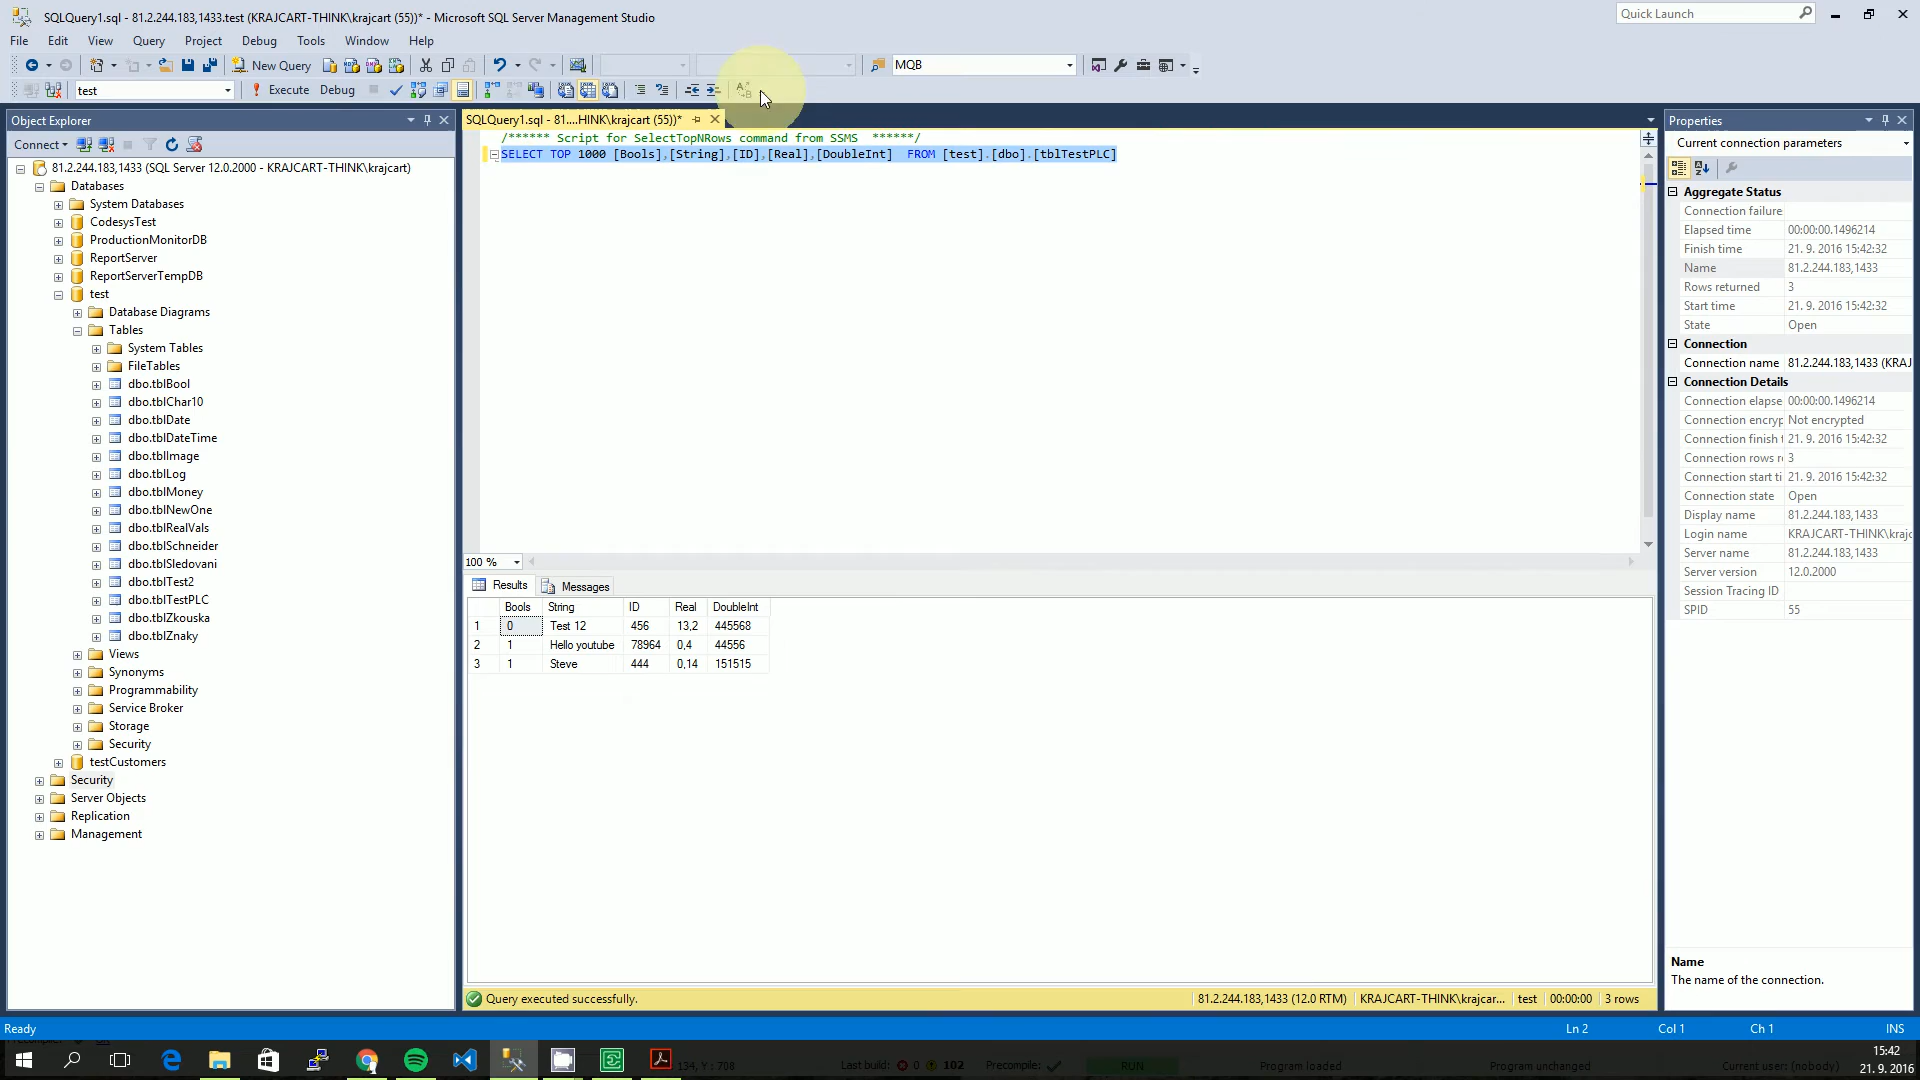 SQLQuery1.sql - 81.2.244.183,1433.test (KRAJCART-THINK\krajcart (55))* - Microsoft SQL Server Management Studio
Quick Launch
File Edit View Query Project Debug Tools Window Help
New Query
MQB
test
Execute Debug
Object Explorer
Connect
81.2.244.183,1433 (SQL Server 12.0.2000 - KRAJCART-THINK\krajcart)
Databases
System Databases
CodesysTest
ProductionMonitorDB
ReportServer
ReportServerTempDB
test
Database Diagrams
Tables
System Tables
FileTables
dbo.tblBool
dbo.tblChar10
dbo.tblDate
dbo.tblDateTime
dbo.tblImage
dbo.tblLog
dbo.tblMoney
dbo.tblNewOne
dbo.tblRealVals
dbo.tblSchneider
dbo.tblSledovani
dbo.tblTest2
dbo.tblTestPLC
dbo.tblZkouska
dbo.tblZnaky
Views
Synonyms
Programmability
Service Broker
Storage
Security
testCustomers
Security
Server Objects
Replication
Management
SQLQuery1.sql - 81....HINK\krajcart (55))*
/****** Script for SelectTopNRows command from SSMS ******/
SELECT TOP 1000 [Bools],[String],[ID],[Real],[DoubleInt] FROM [test].[dbo].[tblTestPLC]
100 %
Results Messages
Bools String ID Real DoubleInt
1 0 Test 12 456 13,2 445568
2 1 Hello youtube 78964 0,4 44556
3 1 Steve 444 0,14 151515
Query executed successfully.
81.2.244.183,1433 (12.0 RTM) KRAJCART-THINK\krajcar... test 00:00:00 3 rows
Properties
Current connection parameters
Aggregate Status
Connection failure
Elapsed time 00:00:00.1496214
Finish time 21. 9. 2016 15:42:32
Name 81.2.244.183,1433
Rows returned 3
Start time 21. 9. 2016 15:42:32
State Open
Connection
Connection name 81.2.244.183,1433 (KRAJ
Connection Details
Connection elapse 00:00:00.1496214
Connection encryp Not encrypted
Connection finish t 21. 9. 2016 15:42:32
Connection rows re 3
Connection start ti 21. 9. 2016 15:42:32
Connection state Open
Display name 81.2.244.183,1433
Login name KRAJCART-THINK\krajc
Server name 81.2.244.183,1433
Server version 12.0.2000
Session Tracing ID
SPID 55
Name
The name of the connection.
Ready
Ln 2 Col 1 Ch 1 INS
134, Y: 708
Last build: 0 102 Precompile: RUN Program loaded Program unchanged Current user: (nobody)
15:42
21. 9. 2016